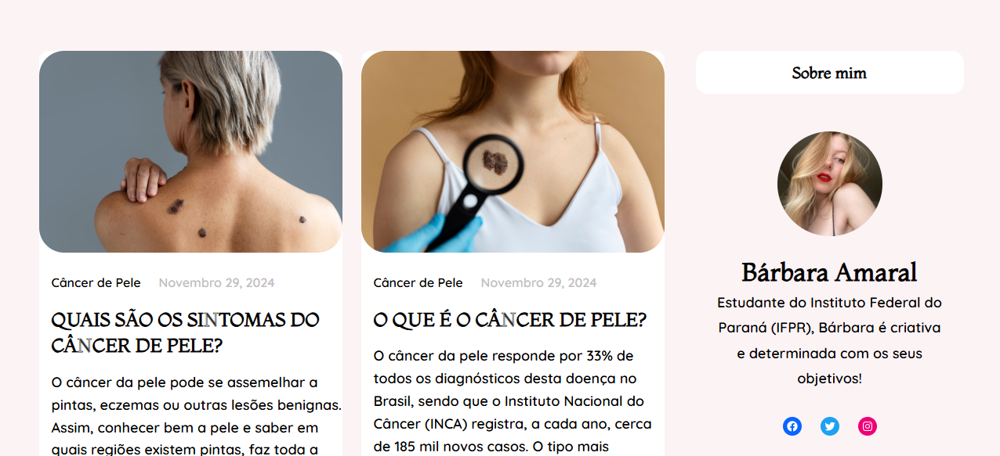 Câncer de Pele Novembro 29, 2024
QUAIS SÃO OS SINTOMAS DO
CÂNCER DE PELE?
O câncer da pele pode se assemelhar a
pintas, eczemas ou outras lesões benignas.
Assim, conhecer bem a pele e saber em
quais regiões existem pintas, faz toda a
Câncer de Pele Novembro 29, 2024
O QUE É O CÂNCER DE PELE?
O câncer da pele responde por 33% de
todos os diagnósticos desta doença no
Brasil, sendo que o Instituto Nacional do
Câncer (INCA) registra, a cada ano, cerca
de 185 mil novos casos. O tipo mais
Sobre mim
Bárbara Amaral
Estudante do Instituto Federal do
Paraná (IFPR), Bárbara é criativa
e determinada com os seus
objetivos!